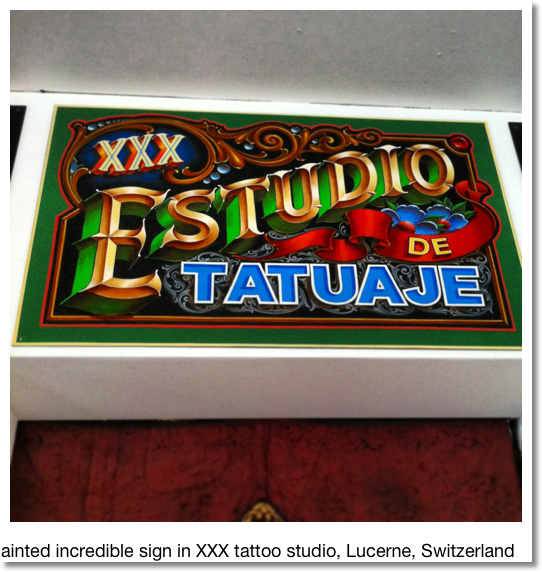 XXX
ESTUDIO
DE
TATUAJE
ainted incredible sign in XXX tattoo studio, Lucerne, Switzerland